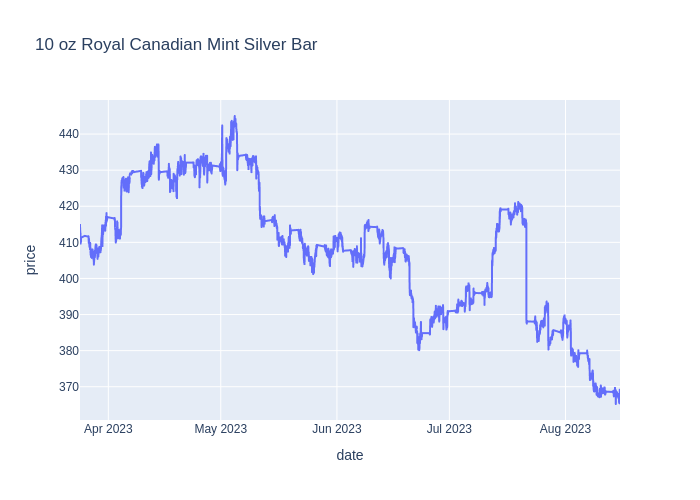 10 oz Royal Canadian Mint Silver Bar
440
430
420
410
400
390
380
370
price
Apr 2023
May 2023
Jun 2023
Jul 2023
Aug 2023
date